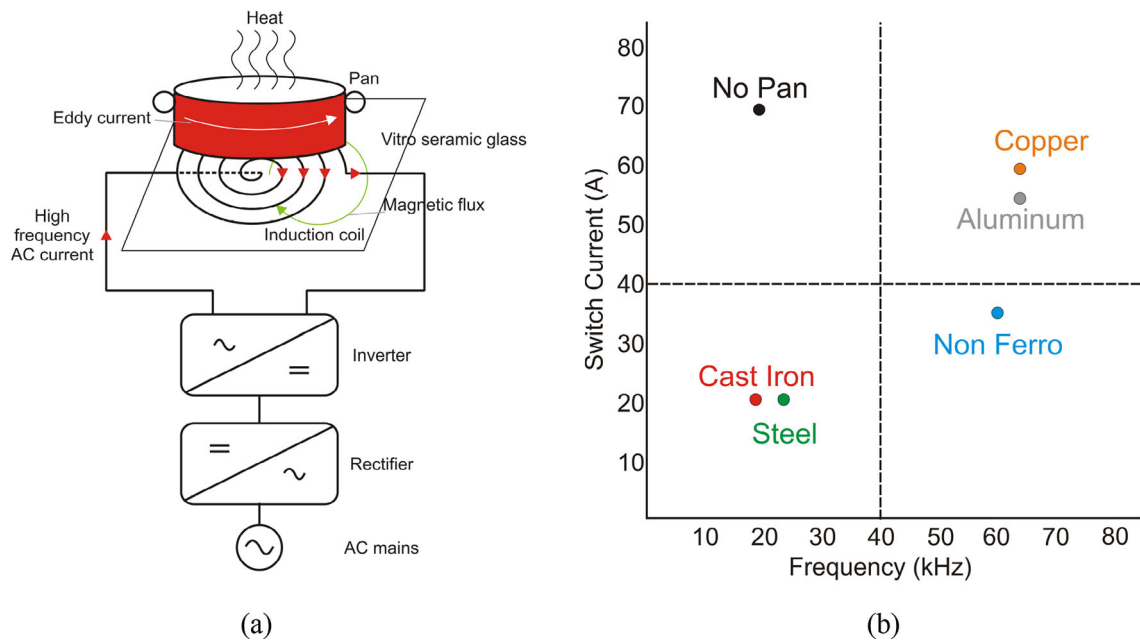 Heat
Pan
Eddy current
Vitro seramic glass
Magnetic flux
Induction coil
High
frequency
AC current
Inverter
Rectifier
AC mains
(a)
Switch Current (A)
80
70
60
50
40
30
20
10
No Pan
Copper
Aluminum
Non Ferro
Cast Iron
Steel
10 20 30 40 50 60 70 80
Frequency (kHz)
(b)